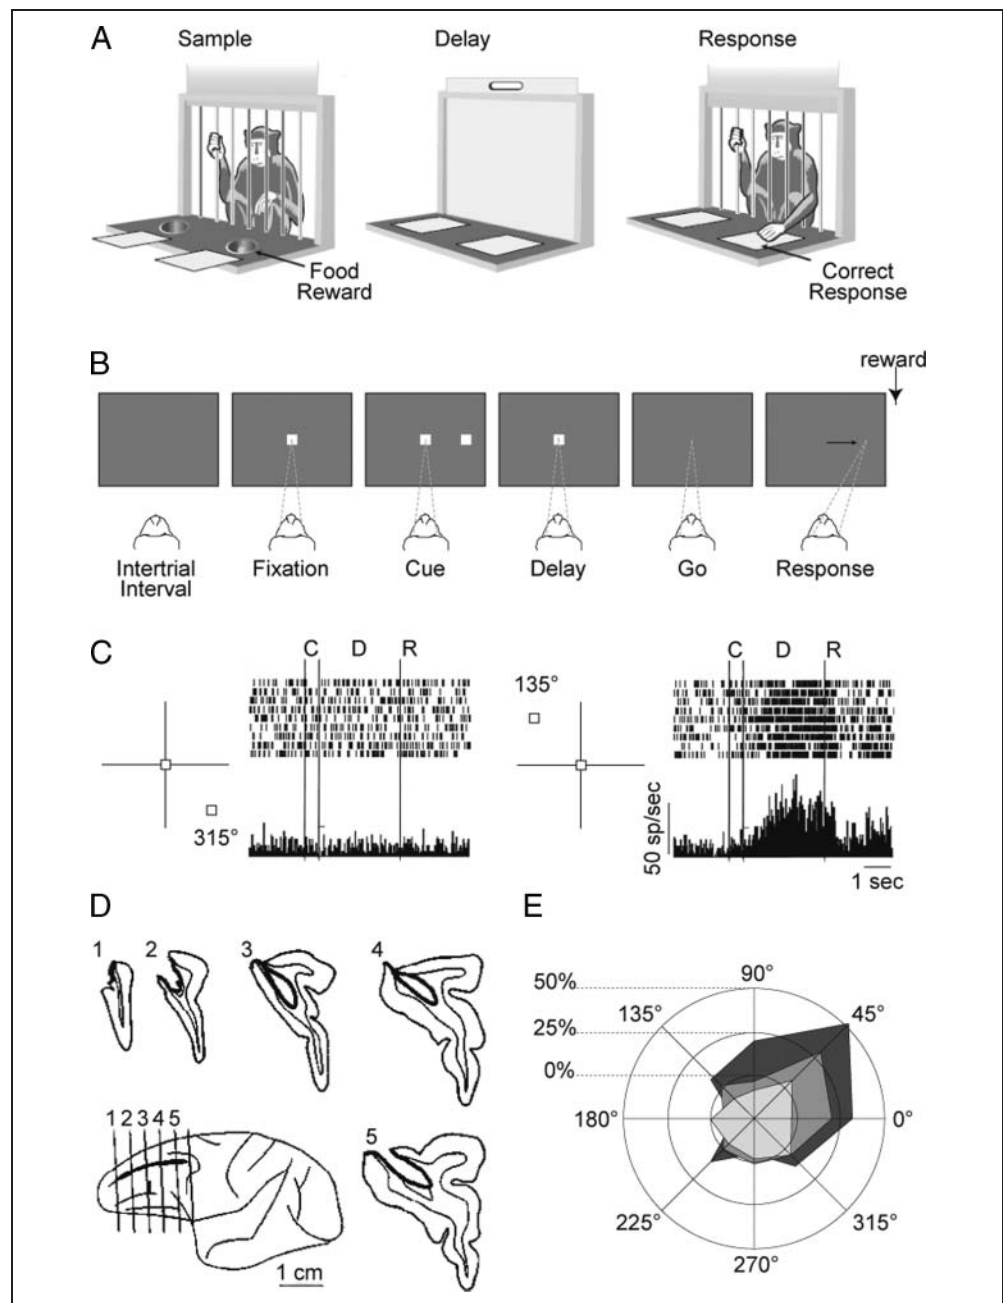 A
Sample
Delay
Response
Food
Reward
Correct
Response
B
reward
Intertrial
Interval
Fixation
Cue
Delay
Go
Response
C
C D R
315°
135°
C D R
50 sp/sec
1 sec
D
1
2
3
4
1 2 3 4 5
5
1 cm
E
50%
25%
0%
90°
45°
0°
315°
270°
225°
180°
135°